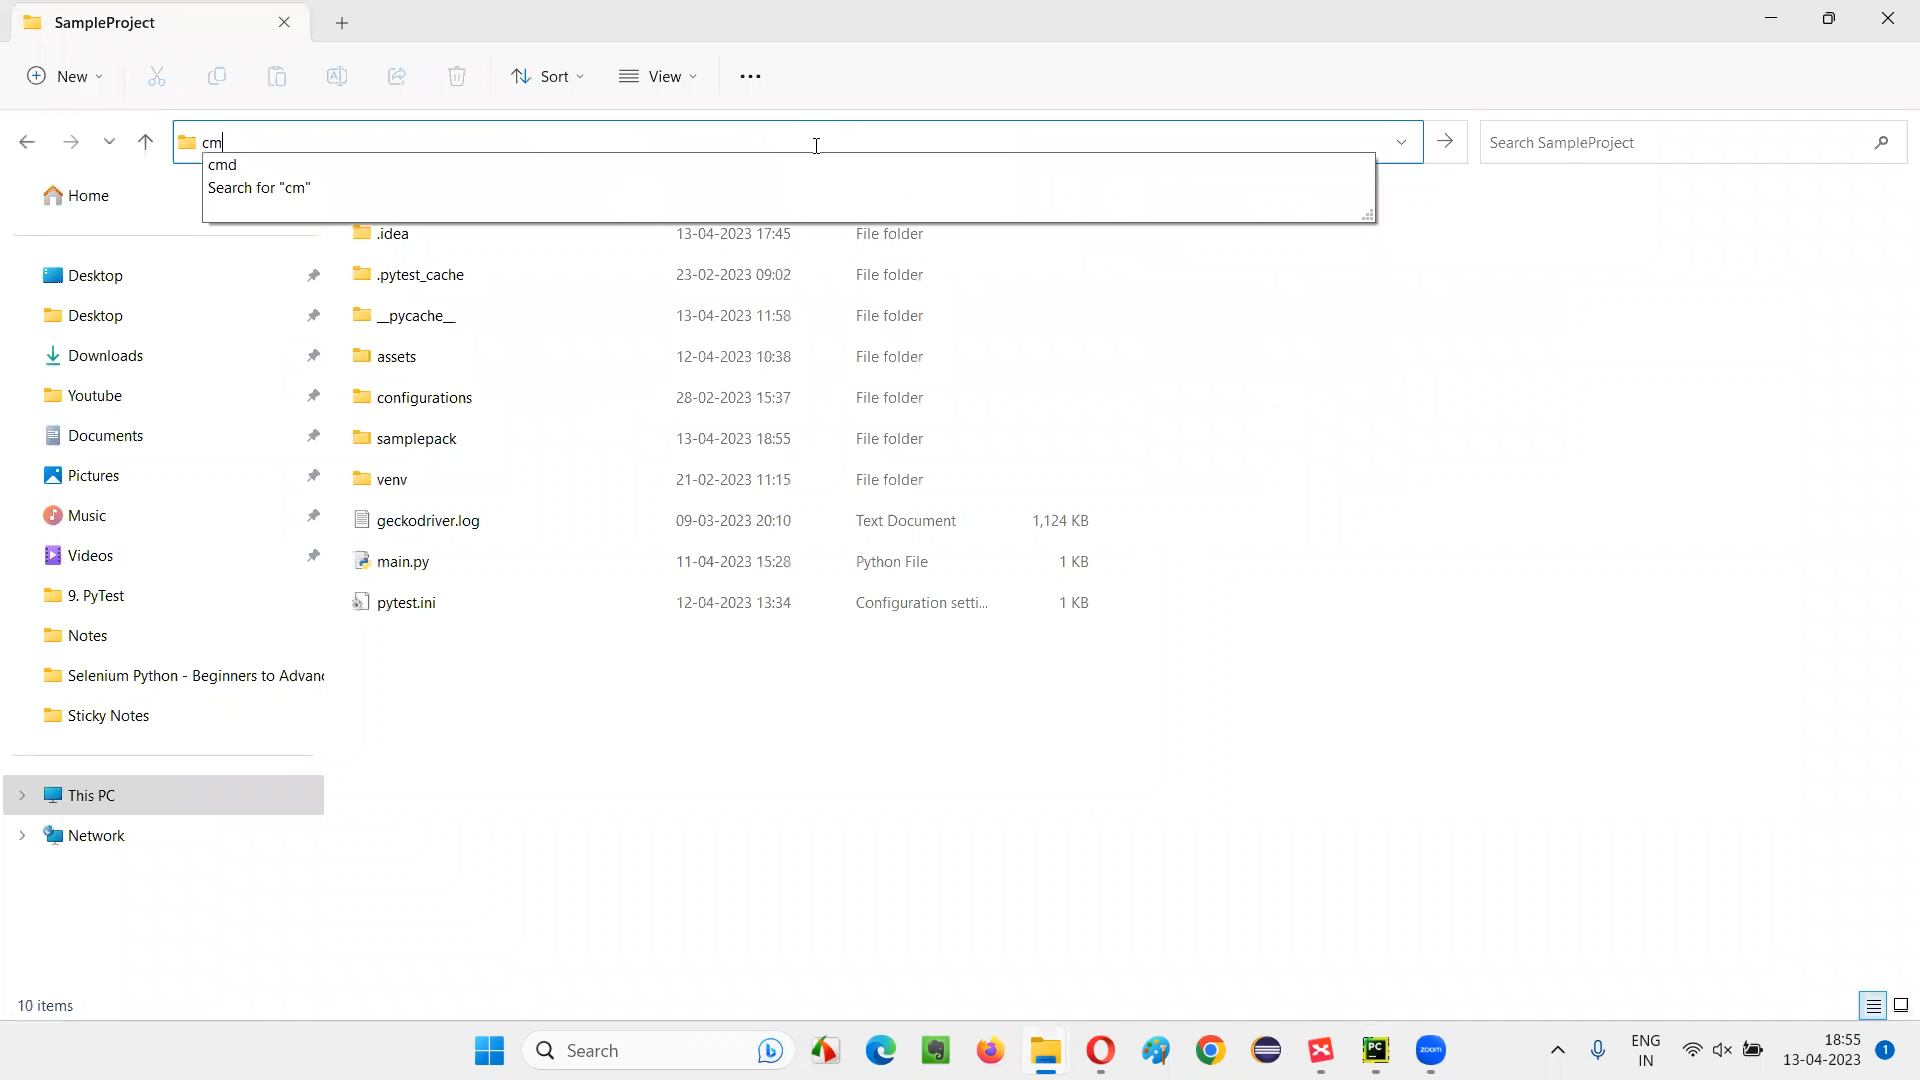 SampleProject
New
Sort
View
cm
Search SampleProject
cmd
Search for "cm"
Home
Desktop
Desktop
Downloads
Youtube
Documents
Pictures
Music
Videos
9. PyTest
Notes
Selenium Python - Beginners to Advan
Sticky Notes
This PC
Network
.idea 13-04-2023 17:45 File folder
.pytest_cache 23-02-2023 09:02 File folder
__pycache__ 13-04-2023 11:58 File folder
assets 12-04-2023 10:38 File folder
configurations 28-02-2023 15:37 File folder
samplepack 13-04-2023 18:55 File folder
venv 21-02-2023 11:15 File folder
geckodriver.log 09-03-2023 20:10 Text Document 1,124 KB
main.py 11-04-2023 15:28 Python File 1 KB
pytest.ini 12-04-2023 13:34 Configuration setti... 1 KB
10 items
Search
PC
zoom
ENG
IN
18:55
13-04-2023
1